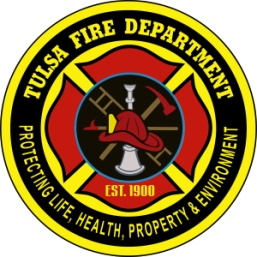 TULSA FIRE DEPARTMENT
EST. 1900
PROTECTING LIFE, HEALTH, PROPERTY & ENVIRONMENT